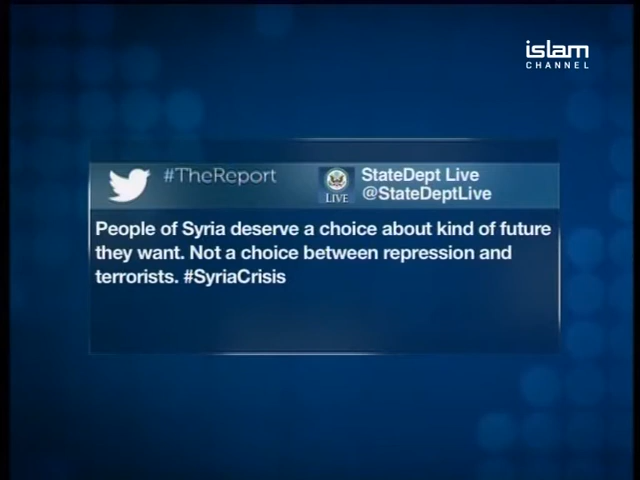 islam
CHANNEL
#TheReport
LIVE
StateDept Live
@StateDeptLive
People of Syria deserve a choice about kind of future
they want. Not a choice between repression and
terrorists. #SyriaCrisis